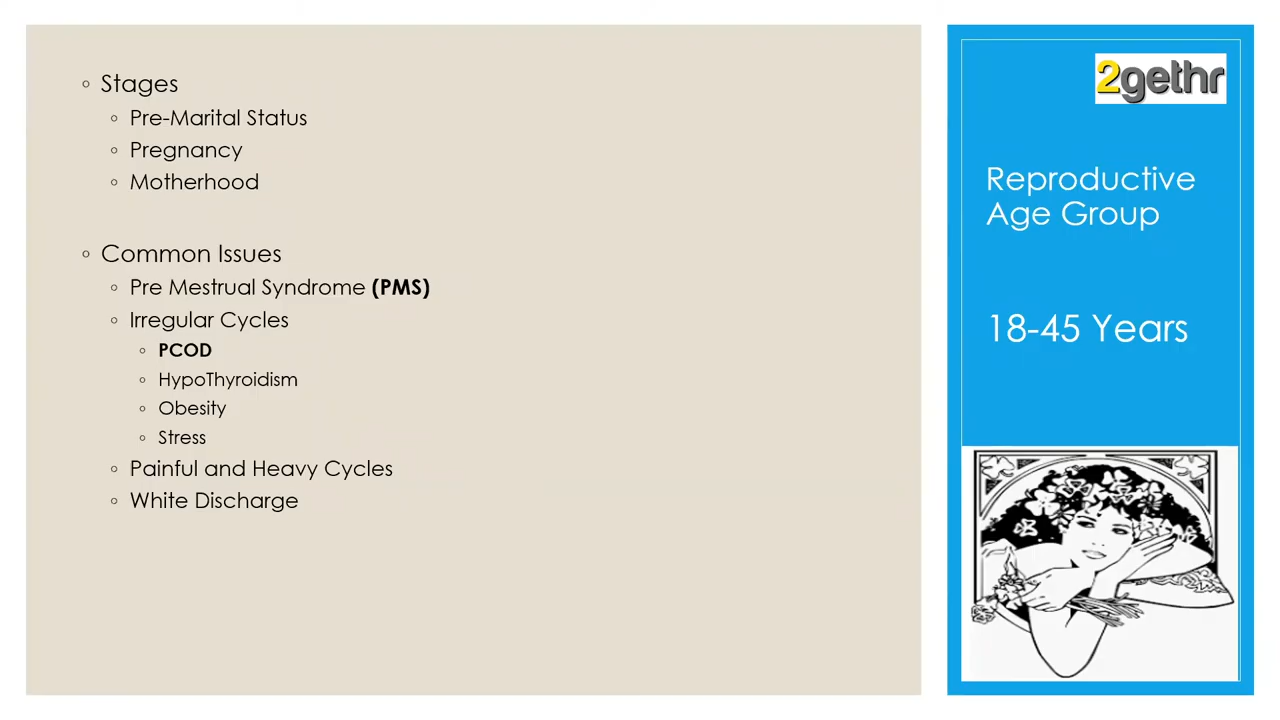 Stages
Pre-Marital Status
Pregnancy
Motherhood
Common Issues
Pre Mestrual Syndrome (PMS)
Irregular Cycles
PCOD
HypoThyroidism
Obesity
Stress
Painful and Heavy Cycles
White Discharge
2gethr
Reproductive
Age Group
18-45 Years